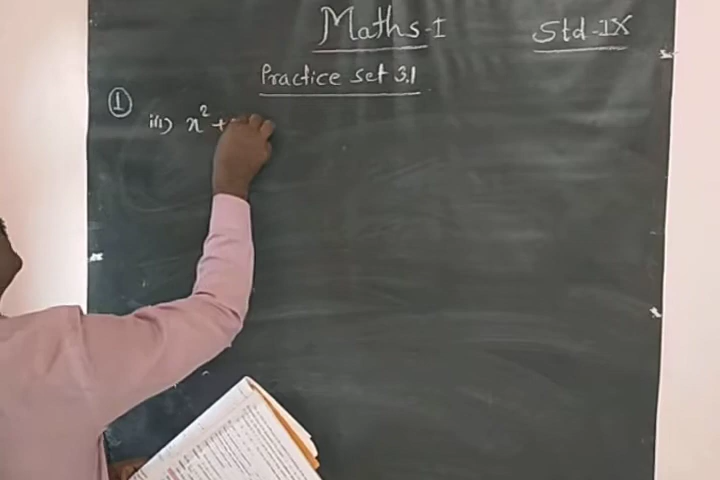 Maths-I
Std-IX
Practice set 3.1
① iii) x² +